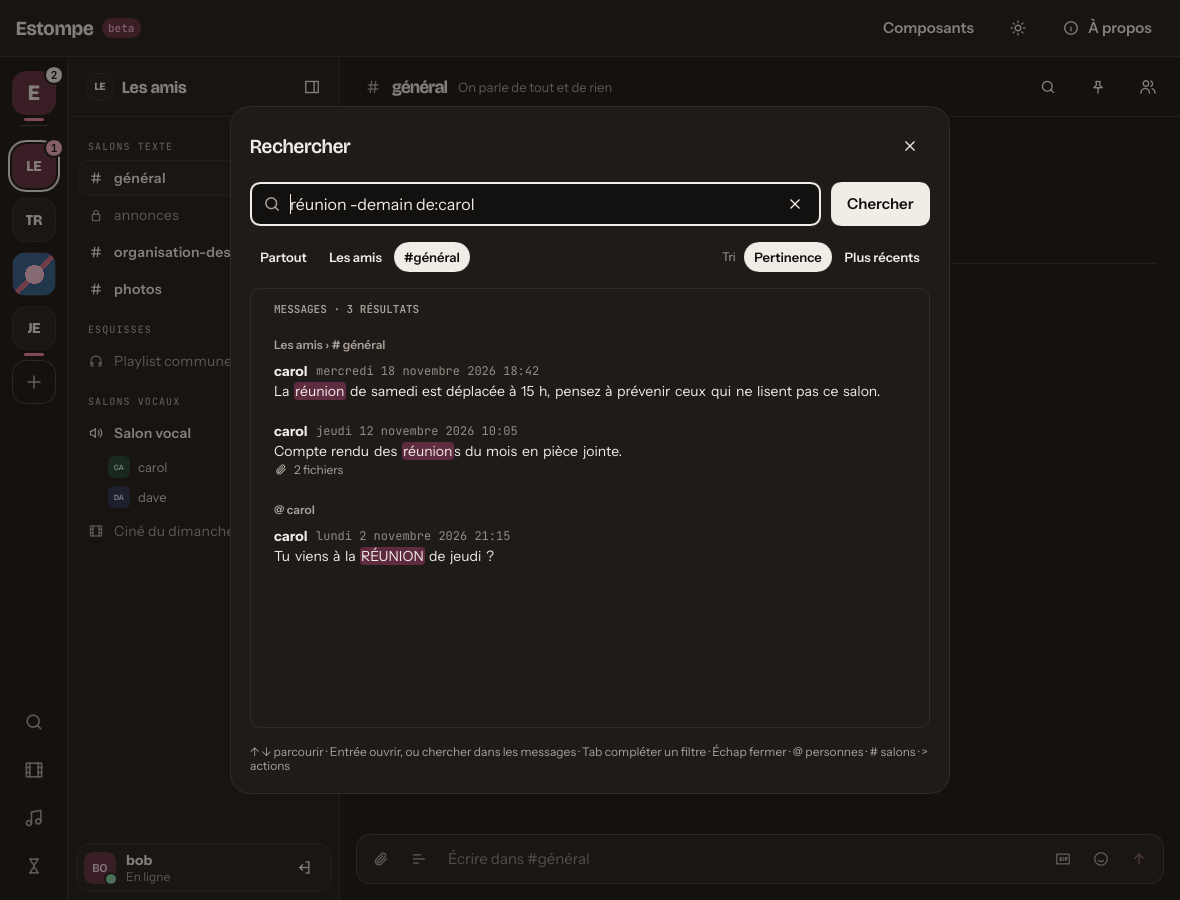 Estompe beta
Composants
À propos
E 2
LE Les amis
# général On parle de tout et de rien
LE 1
TR
JE
SALONS TEXTE
# général
annonces
# organisation-des
# photos
ESQUISSES
Playlist commune
SALONS VOCAUX
Salon vocal
CA carol
DA dave
Ciné du dimanche
BO bob
En ligne
Rechercher
réunion -demain de:carol
Chercher
Partout Les amis #général
Tri Pertinence Plus récents
MESSAGES · 3 RÉSULTATS
Les amis › # général
carol mercredi 18 novembre 2026 18:42
La réunion de samedi est déplacée à 15 h, pensez à prévenir ceux qui ne lisent pas ce salon.
carol jeudi 12 novembre 2026 10:05
Compte rendu des réunions du mois en pièce jointe.
2 fichiers
@ carol
carol lundi 2 novembre 2026 21:15
Tu viens à la RÉUNION de jeudi ?
↑↓ parcourir · Entrée ouvrir, ou chercher dans les messages · Tab compléter un filtre · Échap fermer · @ personnes · # salons · >
actions
Écrire dans #général
GIF